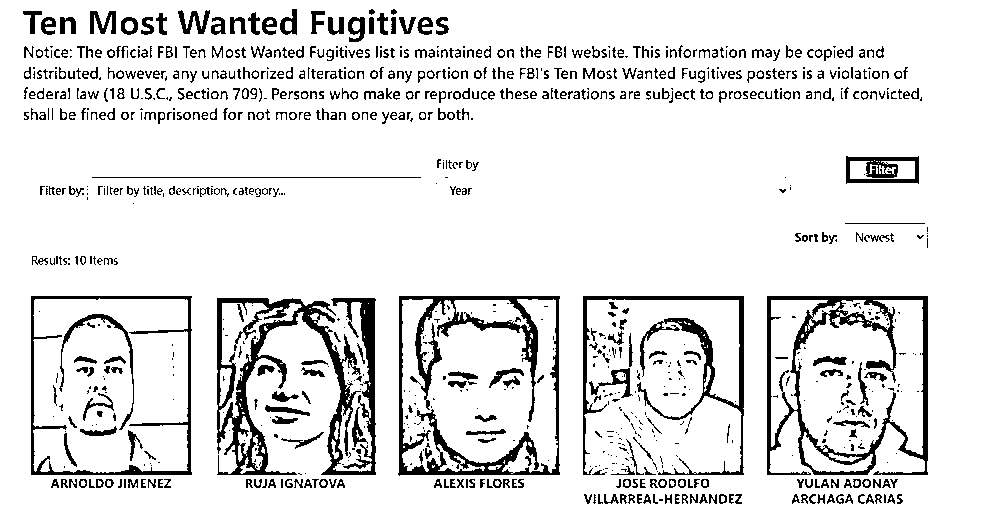 Ten Most Wanted Fugitives
Notice: The official FBI Ten Most Wanted Fugitives list is maintained on the FBI website. This information may be copied and
distributed, however, any unauthorized alteration of any portion of the FBI's Ten Most Wanted Fugitives posters is a violation of
federal law (18 U.S.C., Section 709). Persons who make or reproduce these alterations are subject to prosecution and, if convicted,
shall be fined or imprisoned for not more than one year, or both.
Filter by
Filter by: Filter by title, description, category... Year Filter
Sort by: Newest
Results: 10 Items
ARNOLDO JIMENEZ RUJA IGNATOVA ALEXIS FLORES JOSE RODOLFO YULAN ADONAY
VILLARREAL-HERNANDEZ ARCHAGA CARIAS